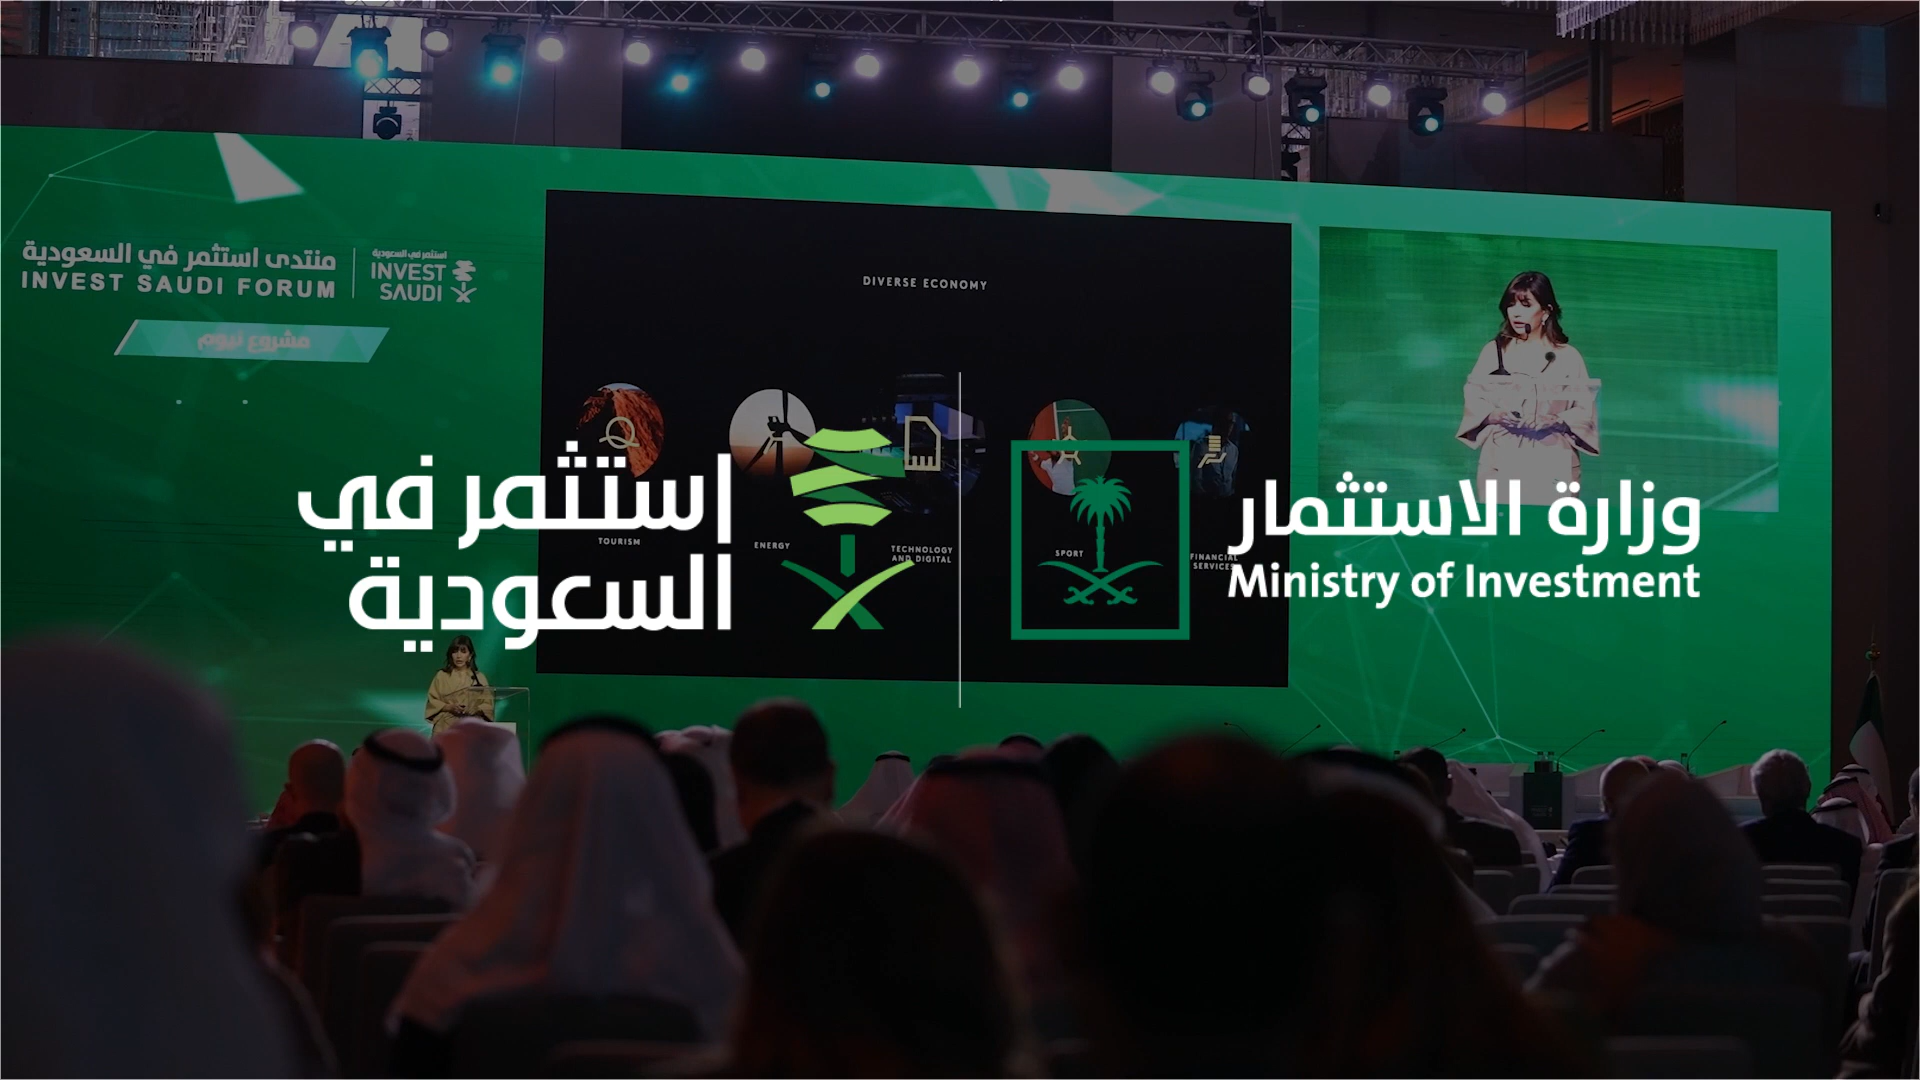 منتدى استثمر في السعودية
INVEST SAUDI FORUM
استثمر في السعودية
INVEST
SAUDI
مشروع نيوم
DIVERSE ECONOMY
TOURISM
ENERGY
TECHNOLOGY
AND DIGITAL
SPORT
FINANCIAL
SERVICES
استثمر في
السعودية
وزارة الاستثمار
Ministry of Investment